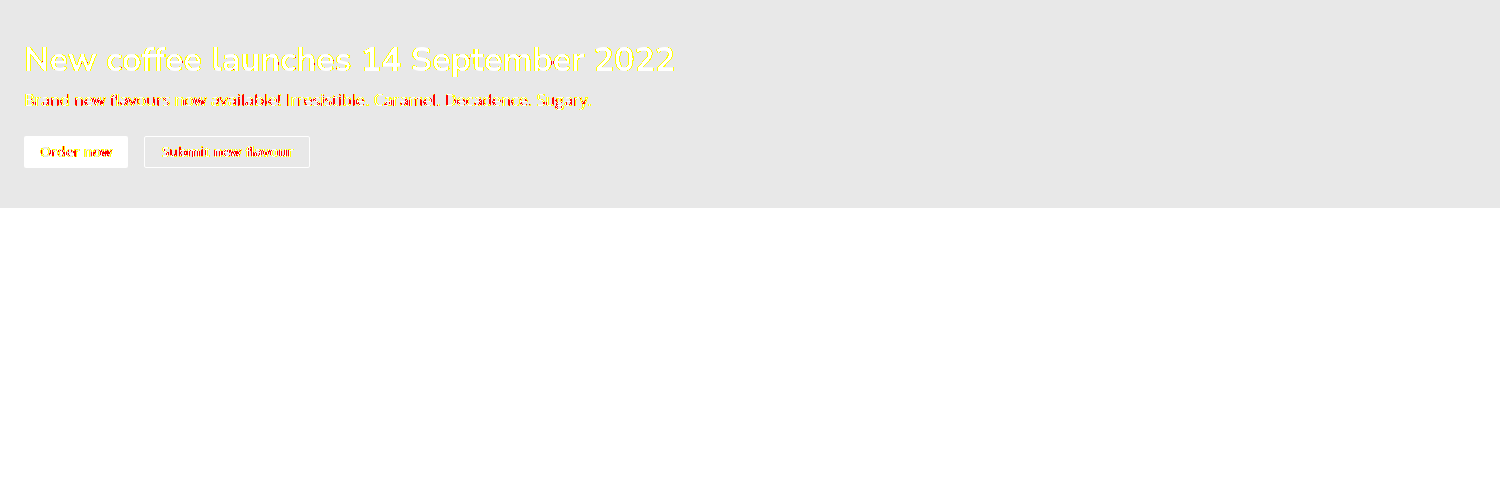 New coffee launches 14 September 2022
Brand new flavours now available! Irresistible. Caramel. Decadence. Sugary.
Order now
Submit new flavour